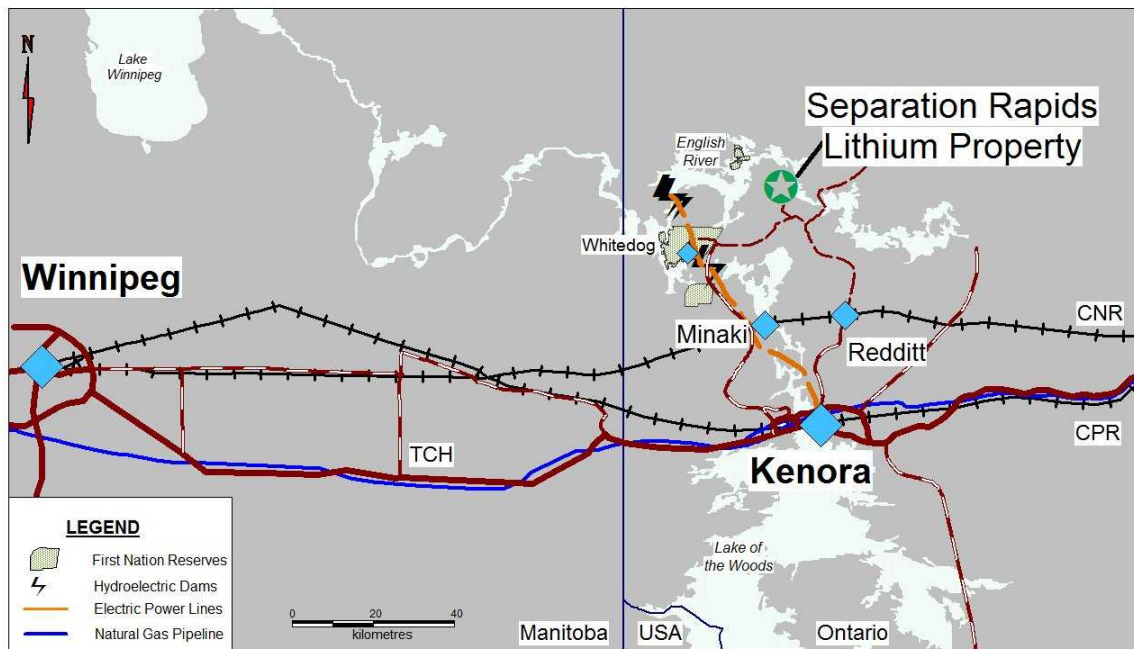 N
Lake
Winnipeg
Separation Rapids
Lithium Property
English
River
Whitedog
Winnipeg
Minaki
Redditt
CNR
TCH
CPR
Kenora
LEGEND
First Nation Reserves
Hydroelectric Dams
Electric Power Lines
Natural Gas Pipeline
0 20 40
kilometres
Lake of
the Woods
Manitoba
USA
Ontario